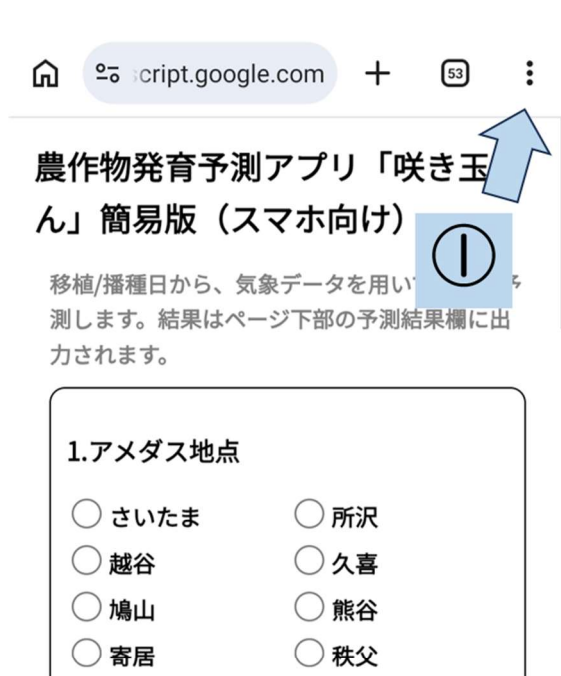 cript.google.com
53
農作物発育予測アプリ「咲き玉
ん」簡易版（スマホ向け）
①
移植/播種日から、気象データを用い
測します。結果はページ下部の予測結果欄に出
力されます。
1.アメダス地点
さいたま 所沢
越谷 久喜
鳩山 熊谷
寄居 秩父